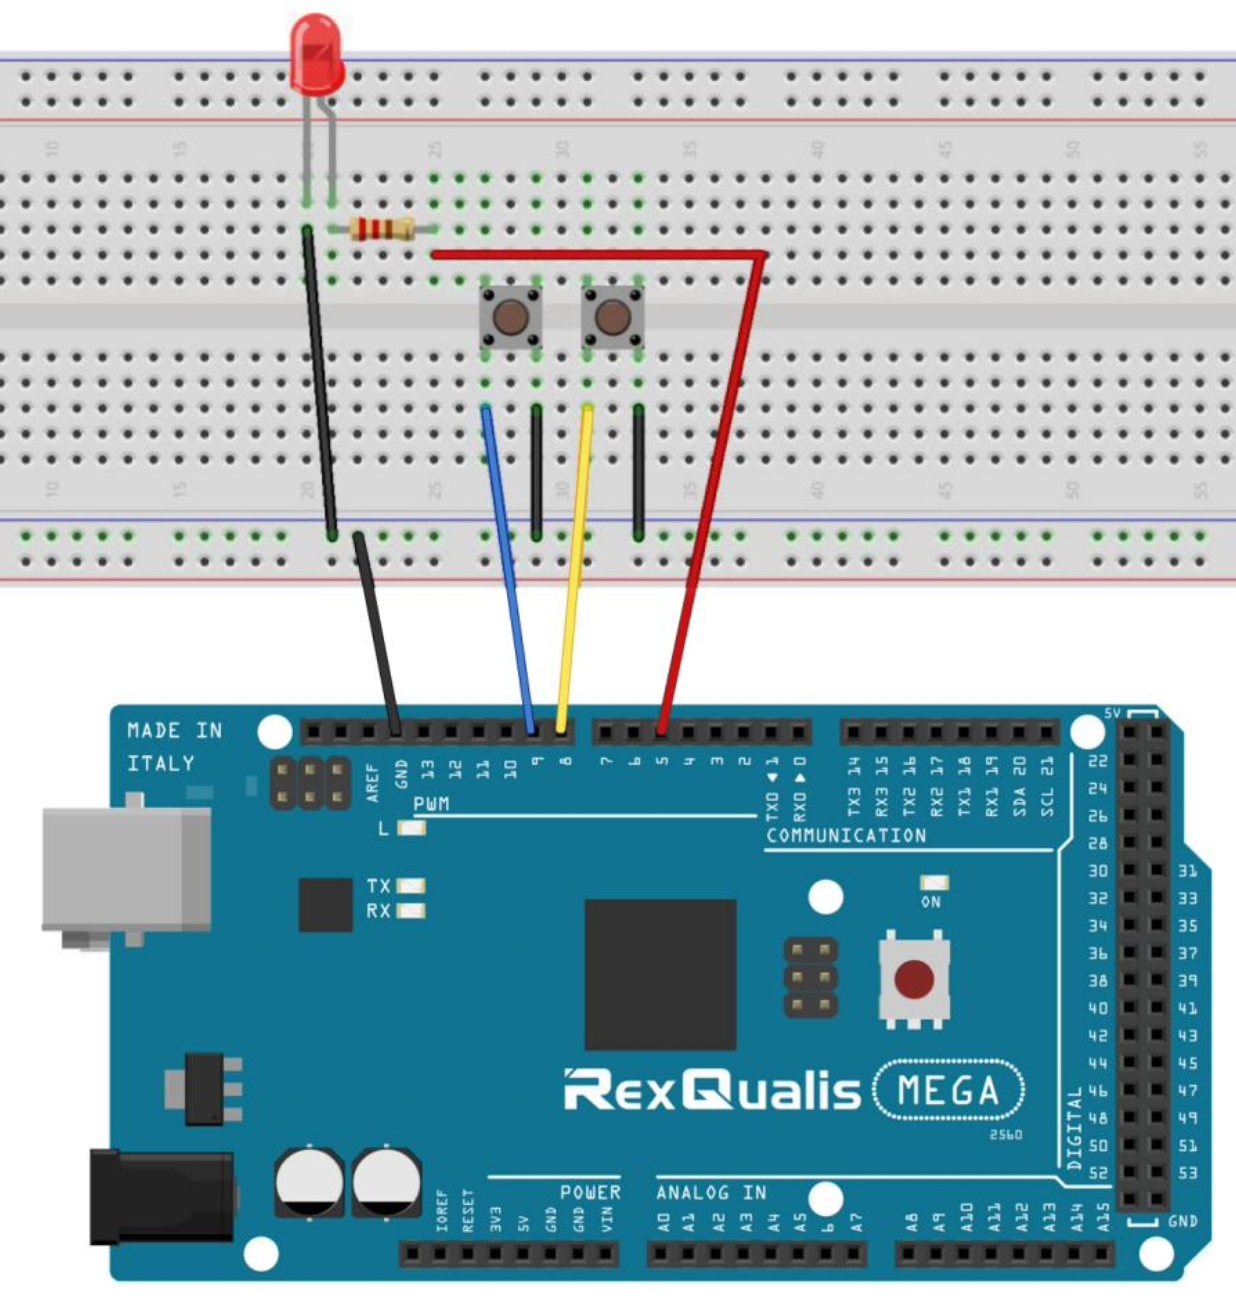 10 15 20 25 30 35 40 45 50 55
10 15 20 25 30 35 40 45 50 55
MADE IN
ITALY
AREF GND 13 12 11 10 9 8 7 6 5 4 3 2 TX0 ◀ 1 RX0 ▶ 0 TX3 14 RX3 15 TX2 16 RX2 17 TX1 18 RX1 19 SDA 20 SCL 21
PWM
COMMUNICATION
L
TX
RX
ON
5V
22
24
26
28
30 31
32 33
34 35
36 37
38 39
40 41
42 43
44 45
46 47
48 49
50 51
52 53
GND
DIGITAL
REXQualis MEGA
2560
POWER
ANALOG IN
IOREF RESET 3V3 5V GND GND VIN A0 A1 A2 A3 A4 A5 6 A7 A8 A9 A10 A11 A12 A13 A14 A15